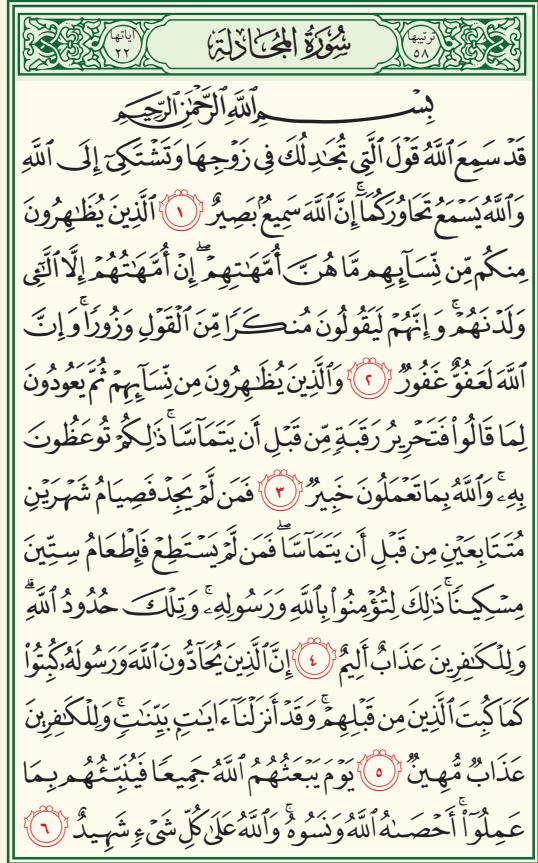 ترتيبها ٥٨ سُورَةُ المُجَادلَةِ آياتها ٢٢
بِسۡمِ ٱللَّهِ ٱلرَّحۡمَٰنِ ٱلرَّحِيمِ
قَدۡ سَمِعَ ٱللَّهُ قَوۡلَ ٱلَّتِي تُجَٰدِلُكَ فِي زَوۡجِهَا وَتَشۡتَكِيٓ إِلَى ٱللَّهِ
وَٱللَّهُ يَسۡمَعُ تَحَاوُرَكُمَآۚ إِنَّ ٱللَّهَ سَمِيعُۢ بَصِيرٌ ١ ٱلَّذِينَ يُظَٰهِرُونَ
مِنكُم مِّن نِّسَآئِهِم مَّا هُنَّ أُمَّهَٰتِهِمۡۖ إِنۡ أُمَّهَٰتُهُمۡ إِلَّا ٱلَّٰٓـِٔي
وَلَدۡنَهُمۡۚ وَإِنَّهُمۡ لَيَقُولُونَ مُنكَرٗا مِّنَ ٱلۡقَوۡلِ وَزُورٗاۚ وَإِنَّ
ٱللَّهَ لَعَفُوٌّ غَفُورٞ ٢ وَٱلَّذِينَ يُظَٰهِرُونَ مِن نِّسَآئِهِمۡ ثُمَّ يَعُودُونَ
لِمَا قَالُواْ فَتَحۡرِيرُ رَقَبَةٖ مِّن قَبۡلِ أَن يَتَمَآسَّاۚ ذَٰلِكُمۡ تُوعَظُونَ
بِهِۦۚ وَٱللَّهُ بِمَا تَعۡمَلُونَ خَبِيرٞ ٣ فَمَن لَّمۡ يَجِدۡ فَصِيَامُ شَهۡرَيۡنِ
مُتَتَابِعَيۡنِ مِن قَبۡلِ أَن يَتَمَآسَّاۖ فَمَن لَّمۡ يَسۡتَطِعۡ فَإِطۡعَامُ سِتِّينَ
مِسۡكِينٗاۚ ذَٰلِكَ لِتُؤۡمِنُواْ بِٱللَّهِ وَرَسُولِهِۦۚ وَتِلۡكَ حُدُودُ ٱللَّهِۗ
وَلِلۡكَٰفِرِينَ عَذَابٌ أَلِيمٌ ٤ إِنَّ ٱلَّذِينَ يُحَآدُّونَ ٱللَّهَ وَرَسُولَهُۥ كُبِتُواْ
كَمَا كُبِتَ ٱلَّذِينَ مِن قَبۡلِهِمۡۚ وَقَدۡ أَنزَلۡنَآ ءَايَٰتِۭ بَيِّنَٰتٖۚ وَلِلۡكَٰفِرِينَ
عَذَابٞ مُّهِينٞ ٥ يَوۡمَ يَبۡعَثُهُمُ ٱللَّهُ جَمِيعٗا فَيُنَبِّئُهُم بِمَا
عَمِلُوٓاْۚ أَحۡصَىٰهُ ٱللَّهُ وَنَسُوهُۚ وَٱللَّهُ عَلَىٰ كُلِّ شَيۡءٖ شَهِيدٌ ٦